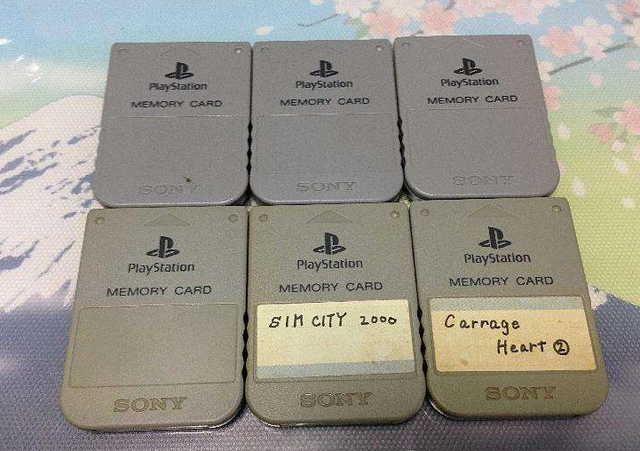 PlayStation
MEMORY CARD
SONY
PlayStation
MEMORY CARD
SONY
PlayStation
MEMORY CARD
SONY
PlayStation
MEMORY CARD
SONY
PlayStation
MEMORY CARD
SIM CITY 2000
SONY
PlayStation
MEMORY CARD
Carnage
Heart ②
SONY